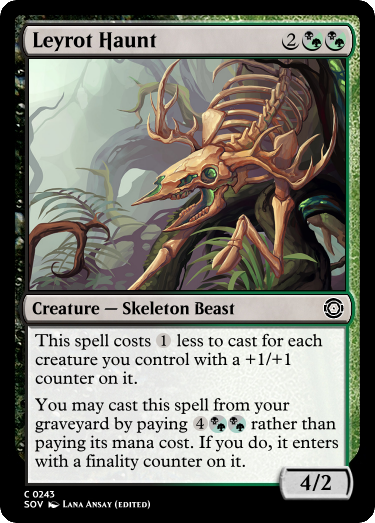 Leyrot Haunt 2
Creature — Skeleton Beast
This spell costs 1 less to cast for each
creature you control with a +1/+1
counter on it.
You may cast this spell from your
graveyard by paying 4 rather than
paying its mana cost. If you do, it enters
with a finality counter on it.
4/2
C 0243
SOV Lana Ansay (edited)